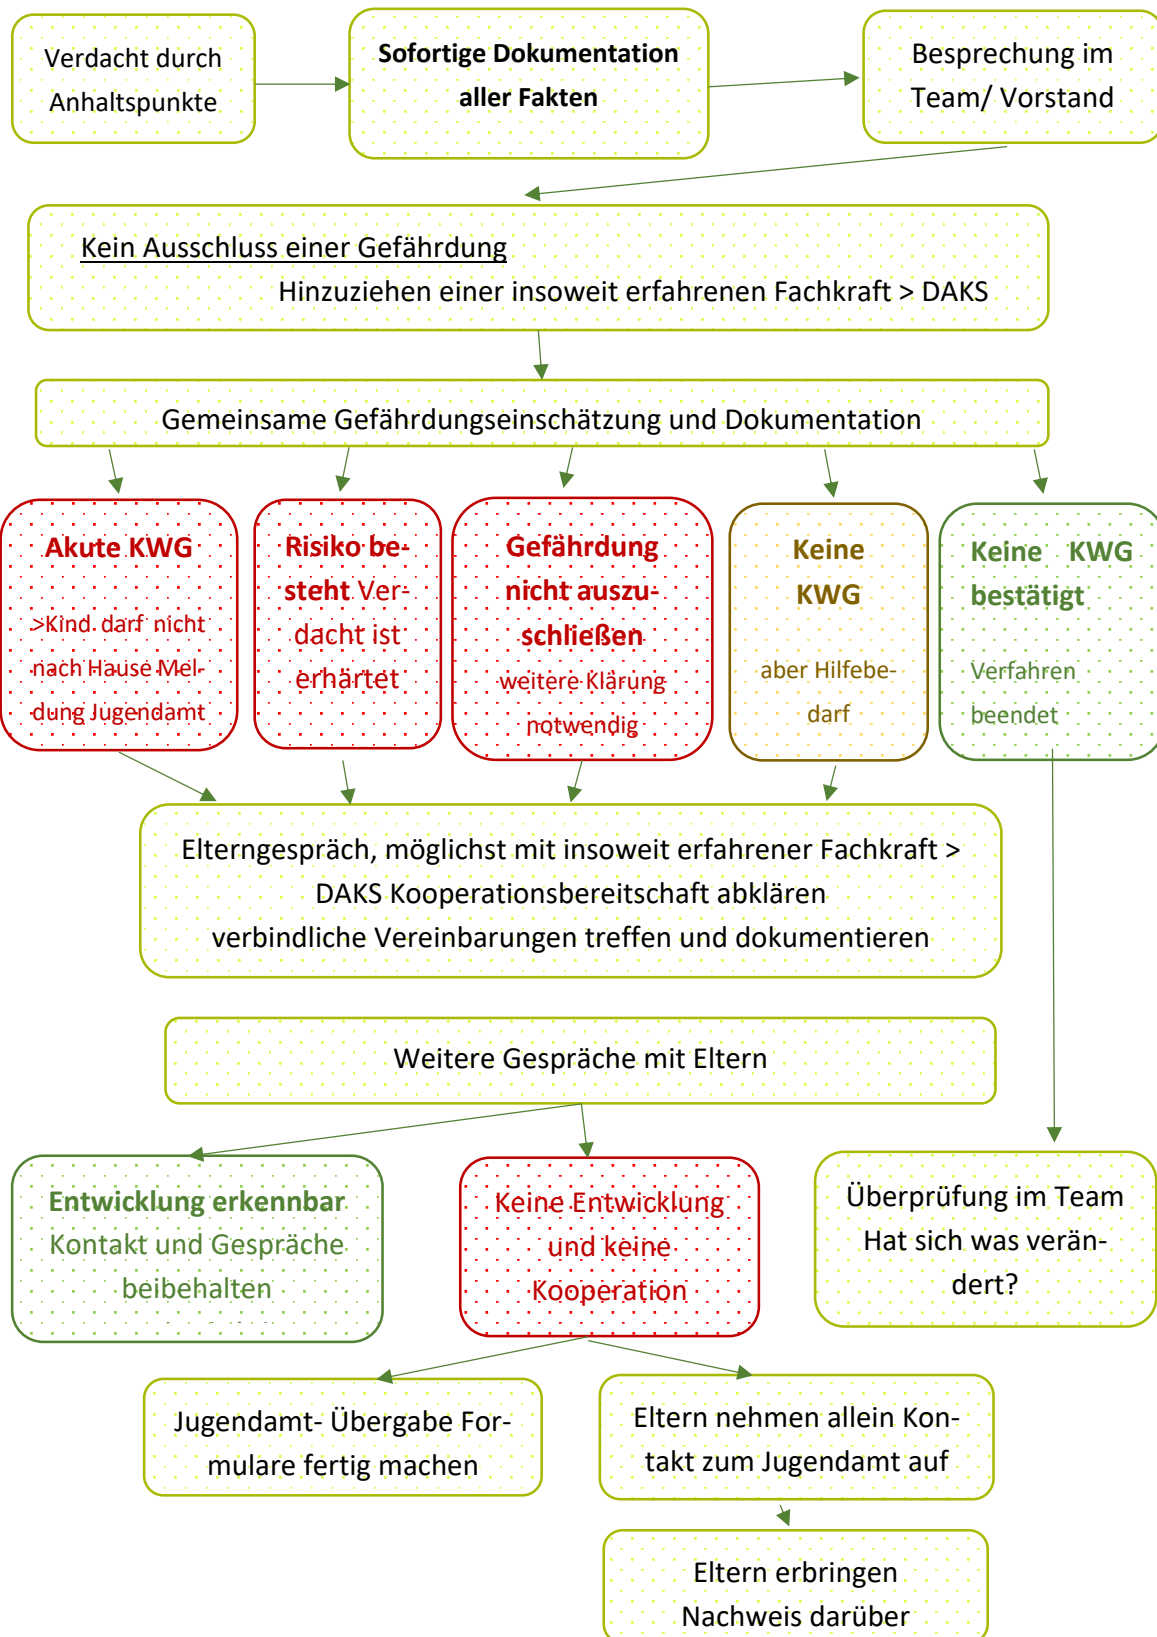 Verdacht durch
Anhaltspunkte
Sofortige Dokumentation
aller Fakten
Besprechung im
Team/ Vorstand
Kein Ausschluss einer Gefährdung
Hinzuziehen einer insoweit erfahrenen Fachkraft > DAKS
Gemeinsame Gefährdungseinschätzung und Dokumentation
Akute KWG
>Kind darf nicht
nach Hause Mel-
dung Jugendamt
Risiko be-
steht Ver-
dacht ist
erhärtet
Gefährdung
nicht auszu-
schließen
weitere Klärung
notwendig
Keine
KWG
aber Hilfebe-
darf
Keine KWG
bestätigt
Verfahren
beendet
Elterngespräch, möglichst mit insoweit erfahrener Fachkraft >
DAKS Kooperationsbereitschaft abklären
verbindliche Vereinbarungen treffen und dokumentieren
Weitere Gespräche mit Eltern
Entwicklung erkennbar
Kontakt und Gespräche
beibehalten
Keine Entwicklung
und keine
Kooperation
Überprüfung im Team
Hat sich was verän-
dert?
Jugendamt- Übergabe For-
mulare fertig machen
Eltern nehmen allein Kon-
takt zum Jugendamt auf
Eltern erbringen
Nachweis darüber